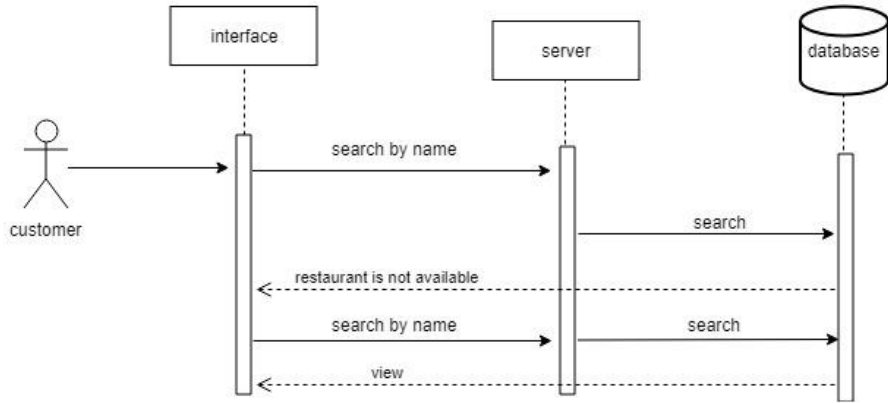 interface
server
database
search by name
customer
search
restaurant is not available
search by name
search
view